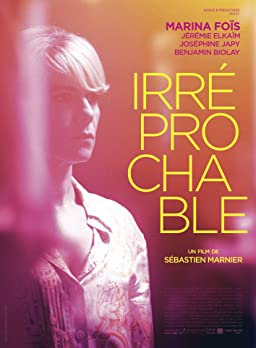 MARINA FOÏS
JÉRÉMIE ELKAÏM
JOSÉPHINE JAPY
BENJAMIN BIOLAY
IRRÉ
PRO
CHA
BLE
UN FILM DE
SÉBASTIEN MARNIER